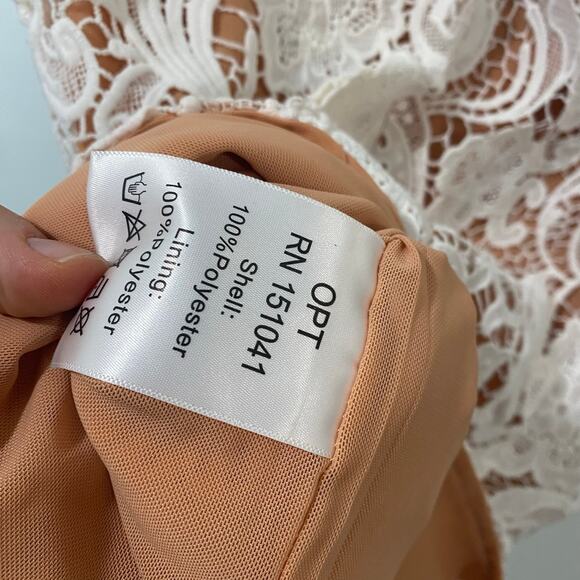 OPT
RN 151041
Shell:
100%Polyester
Lining:
100%Polyester